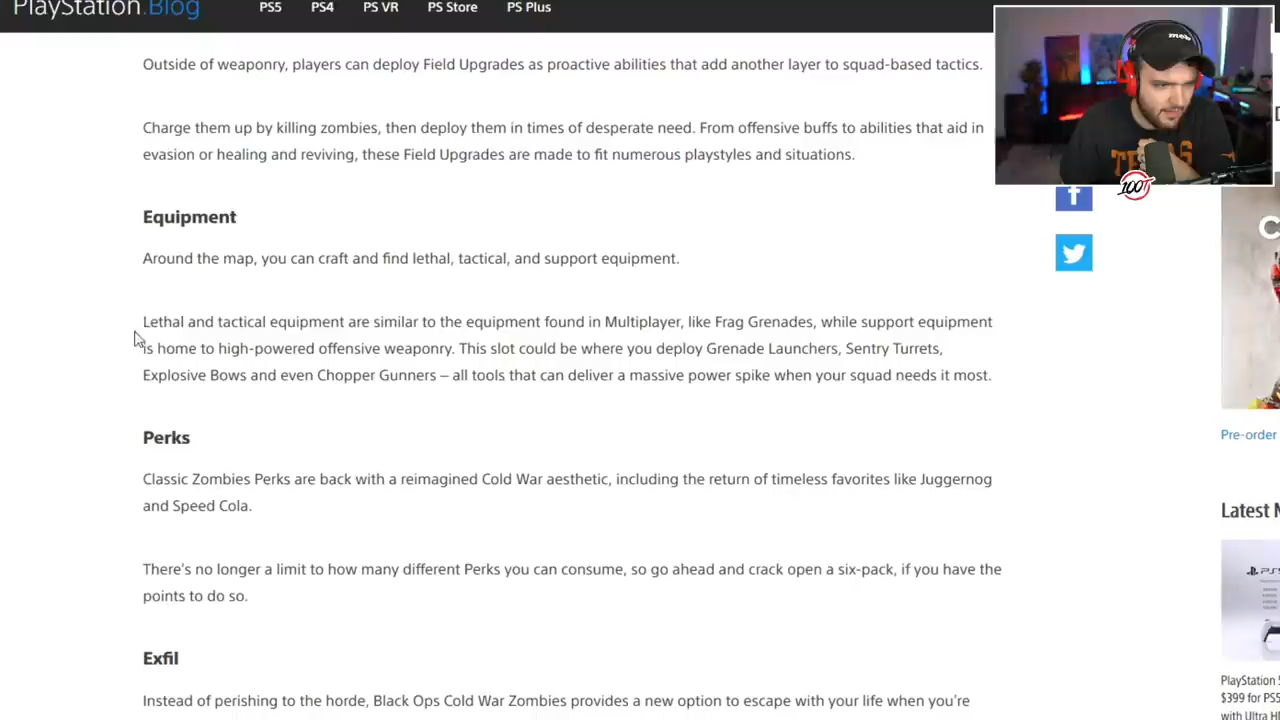 PlayStation.Blog PS5 PS4 PS VR PS Store PS Plus
Outside of weaponry, players can deploy Field Upgrades as proactive abilities that add another layer to squad-based tactics.
Charge them up by killing zombies, then deploy them in times of desperate need. From offensive buffs to abilities that aid in
evasion or healing and reviving, these Field Upgrades are made to fit numerous playstyles and situations.
Equipment
Around the map, you can craft and find lethal, tactical, and support equipment.
Lethal and tactical equipment are similar to the equipment found in Multiplayer, like Frag Grenades, while support equipment
is home to high-powered offensive weaponry. This slot could be where you deploy Grenade Launchers, Sentry Turrets,
Explosive Bows and even Chopper Gunners – all tools that can deliver a massive power spike when your squad needs it most.
Perks
Classic Zombies Perks are back with a reimagined Cold War aesthetic, including the return of timeless favorites like Juggernog
and Speed Cola.
There's no longer a limit to how many different Perks you can consume, so go ahead and crack open a six-pack, if you have the
points to do so.
Exfil
Instead of perishing to the horde, Black Ops Cold War Zombies provides a new option to escape with your life when you're
TEXAS
100T
f
Pre-order
Latest
PS5
PlayStation
$399 for PS5
with Ultra